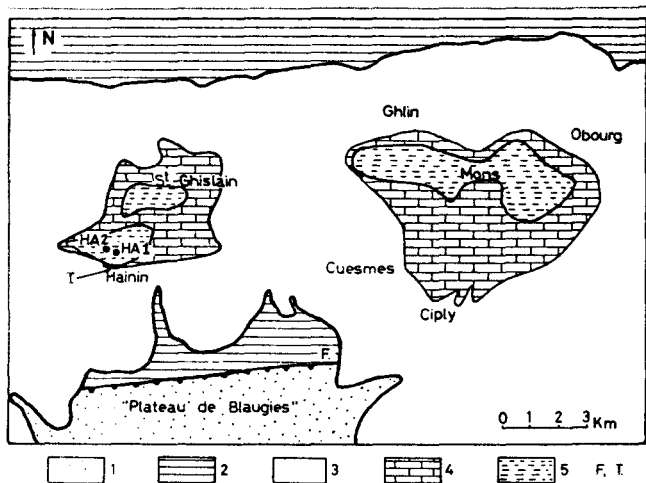 N
Ghlin
Obourg
St Ghislain
Mons
HA2
HA1
T
Hainin
Cuesmes
Ciply
F.
"Plateau de Blaugies"
0 1 2 3 Km
1 2 3 4 5 F, T.